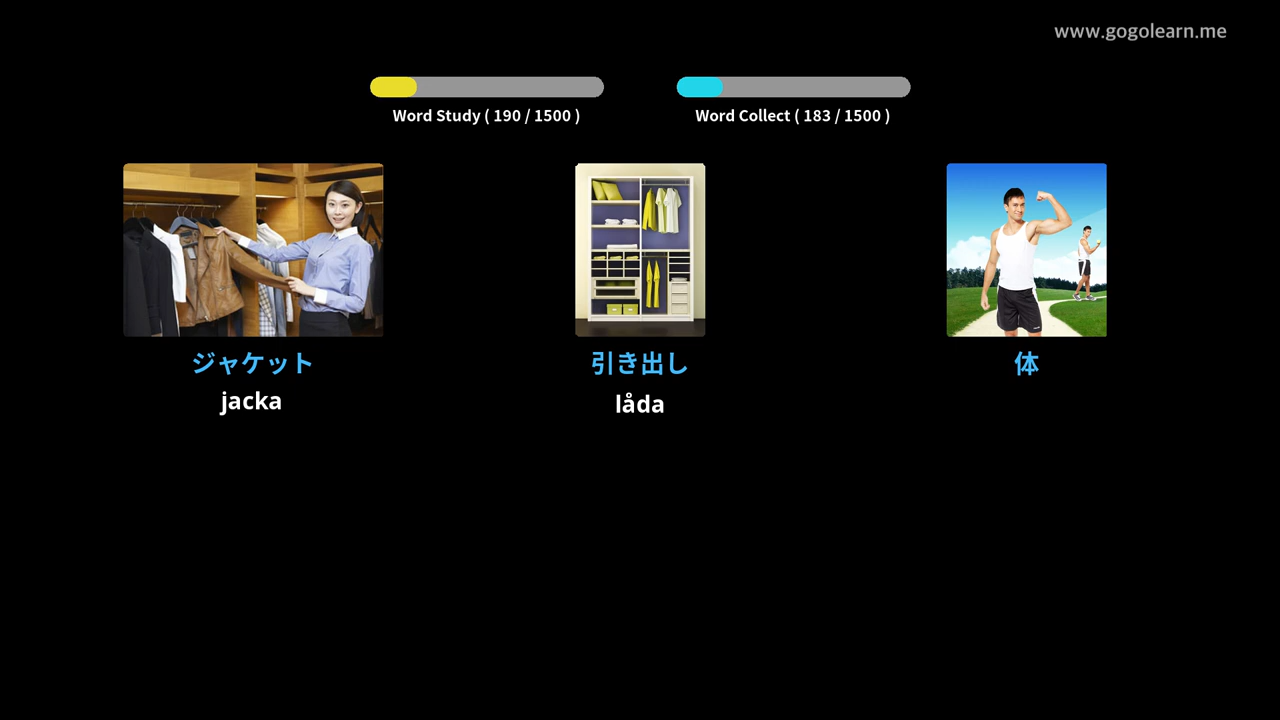 www.gogolearn.me
Word Study ( 190 / 1500 )
Word Collect ( 183 / 1500 )
ジャケット
jacka
引き出し
låda
体